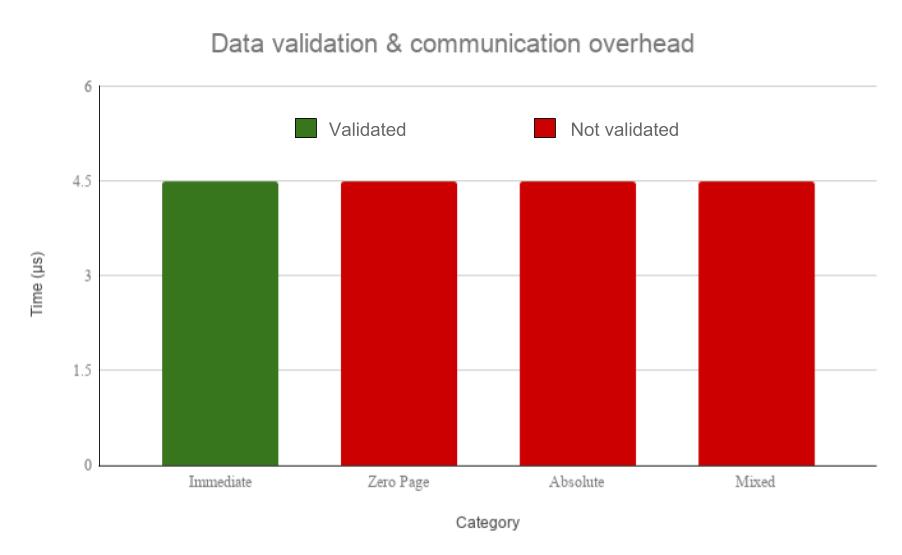 Data validation & communication overhead
6
Validated
Not validated
4.5
Time (µs)
3
1.5
0
Immediate
Zero Page
Absolute
Mixed
Category